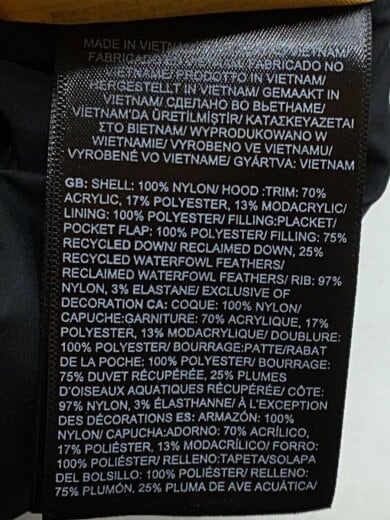 MADE IN VIETNAM/
VIETNAM/
FABRICADO EN VIETNAM/ FABRICADO NO
VIETNAM/ PRODOTTO IN VIETNAM/
HERGESTELLT IN VIETNAM/ GEMAAKT IN
VIETNAM/ СДЕЛАНО ВО ВЬЕТНАМЕ/
VIETNAM'DA ÜRETİLMİŞTİR/ ΚΑΤΑΣΚΕΥΑΖΕΤΑΙ
ΣΤΟ ΒΙΕΤΝΑΜ/ WYPRODUKOWANO W
WIETNAMIE/ VYROBENO VE VIETNAMU/
VYROBENÉ VO VIETNAME/ GYÁRTVA: VIETNAM
GB: SHELL: 100% NYLON/ HOOD :TRIM: 70%
ACRYLIC, 17% POLYESTER, 13% MODACRYLIC/
LINING: 100% POLYESTER/ FILLING:PLACKET/
POCKET FLAP: 100% POLYESTER/ FILLING: 75%
RECYCLED DOWN/ RECLAIMED DOWN, 25%
RECYCLED WATERFOWL FEATHERS/
RECLAIMED WATERFOWL FEATHERS/ RIB: 97%
NYLON, 3% ELASTANE/ EXCLUSIVE OF
DECORATION CA: COQUE: 100% NYLON/
CAPUCHE:GARNITURE: 70% ACRYLIQUE, 17%
POLYESTER, 13% MODACRYLIQUE/ DOUBLURE:
100% POLYESTER/ BOURRAGE:PATTE/RABAT
DE LA POCHE: 100% POLYESTER/ BOURRAGE:
75% DUVET RÉCUPÉRÉE, 25% PLUMES
D'OISEAUX AQUATIQUES RÉCUPÉRÉE/ CÔTE:
97% NYLON, 3% ÉLASTHANNE/ À L'EXCEPTION
DES DÉCORATIONS ES: ARMAZÓN: 100%
NYLON/ CAPUCHA:ADORNO: 70% ACRÍLICO,
17% POLIÉSTER, 13% MODACRÍLICO/ FORRO:
100% POLIÉSTER/ RELLENO:TAPETA/SOLAPA
DEL BOLSILLO: 100% POLIÉSTER/ RELLENO:
75% PLUMÓN, 25% PLUMA DE AVE ACUÁTICA/